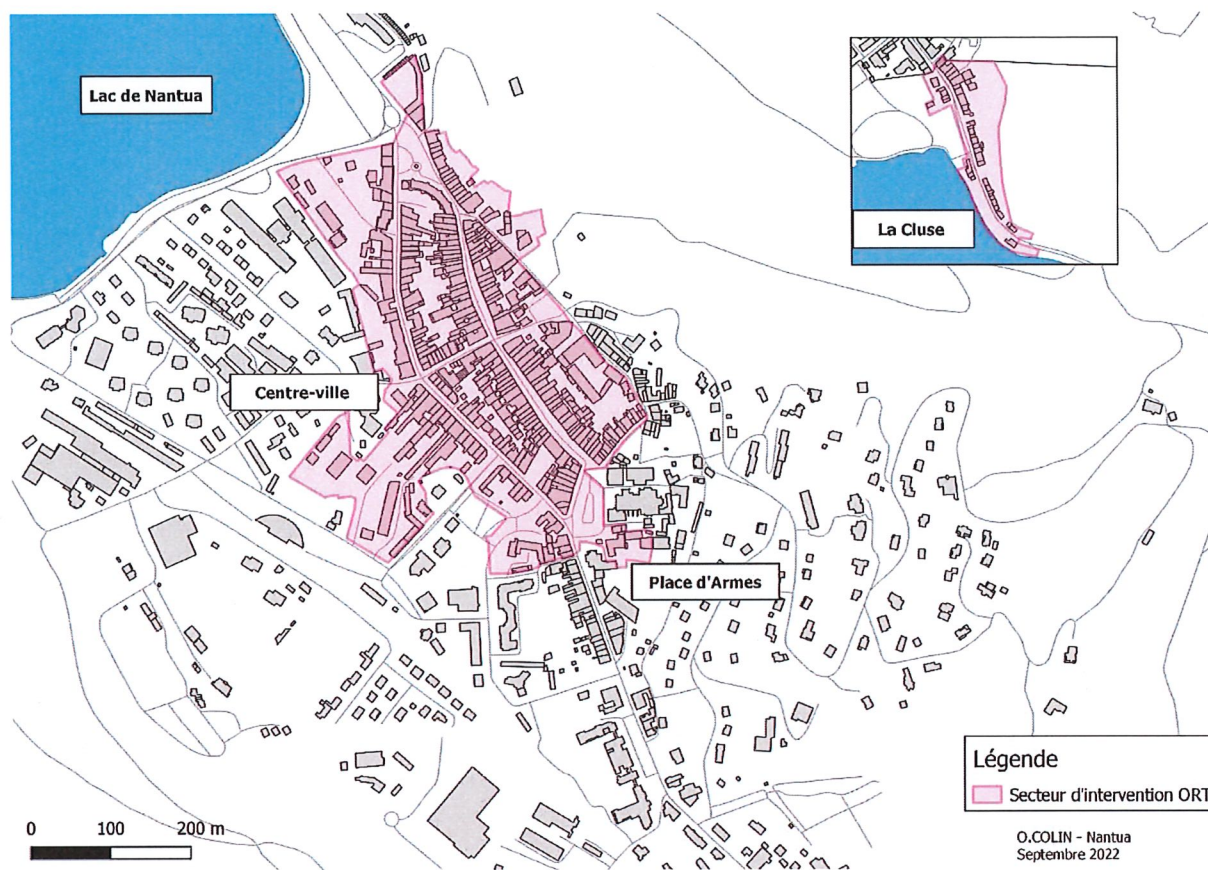 Lac de Nantua
La Cluse
Centre-ville
Place d'Armes
Légende
Secteur d'intervention ORT
0 100 200 m
O.COLIN - Nantua
Septembre 2022